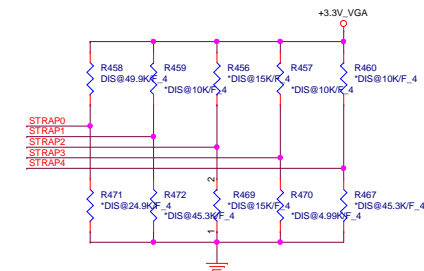 +3.3V_VGA
R458
DIS@49.9K/F_4
R459
*DIS@10K/F_4
R456
*DIS@15K/F_4
R457
*DIS@10K/F_4
R460
*DIS@10K/F_4
STRAP0
STRAP1
STRAP2
STRAP3
STRAP4
R471
*DIS@24.9K/F_4
R472
*DIS@45.3K/F_4
2
R469
*DIS@15K/F_4
1
R470
*DIS@4.99K/F_4
R467
*DIS@45.3K/F_4